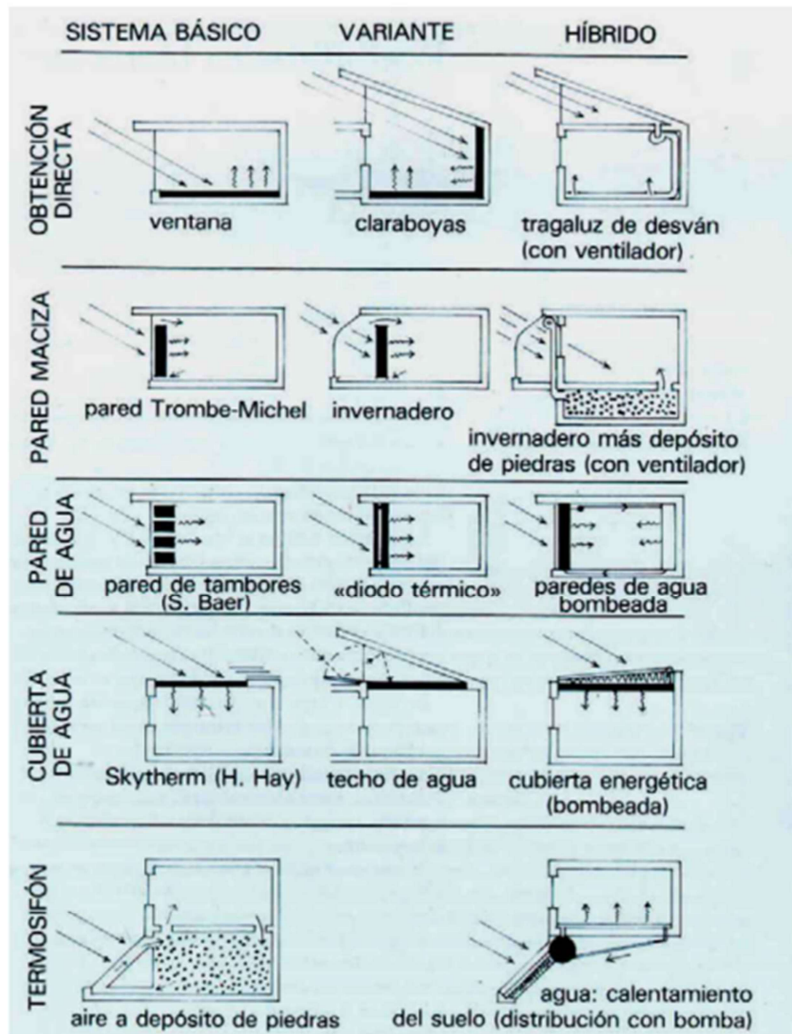 SISTEMA BÁSICO VARIANTE HÍBRIDO
OBTENCIÓN
DIRECTA
ventana
claraboyas
tragaluz de desván
(con ventilador)
PARED MACIZA
pared Trombe-Michel
invernadero
invernadero más depósito
de piedras (con ventilador)
PARED
DE AGUA
pared de tambores
(S. Baer)
«diodo térmico»
paredes de agua
bombeada
CUBIERTA
DE AGUA
Skytherm (H. Hay)
techo de agua
cubierta energética
(bombeada)
TERMOSIFÓN
aire a depósito de piedras
agua: calentamiento
del suelo (distribución con bomba)